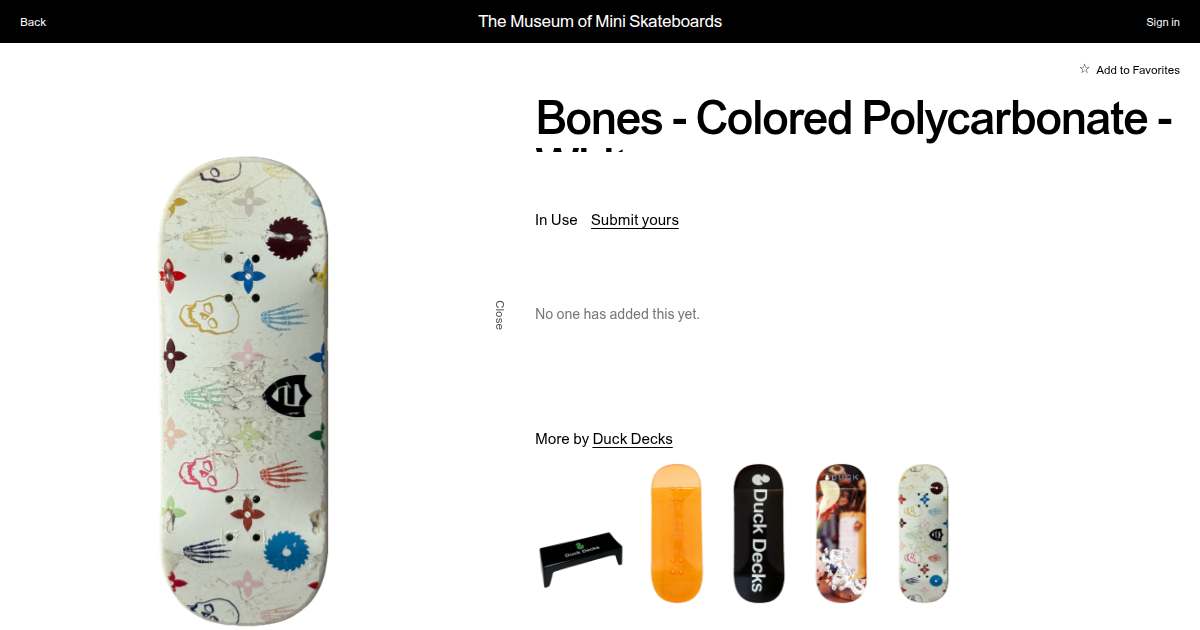 Back
The Museum of Mini Skateboards
Sign in
☆ Add to Favorites
Bones - Colored Polycarbonate -
In Use Submit yours
Close
No one has added this yet.
More by Duck Decks
Duck Decks
Duck Decks
DUCK